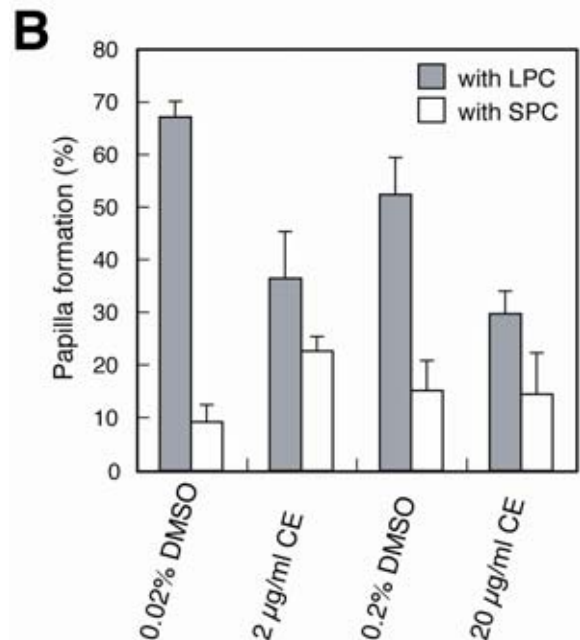 B
80
70
60
50
40
30
20
10
0
Papilla formation (%)
with LPC
with SPC
0.02% DMSO
2 µg/ml CE
0.2% DMSO
20 µg/ml CE